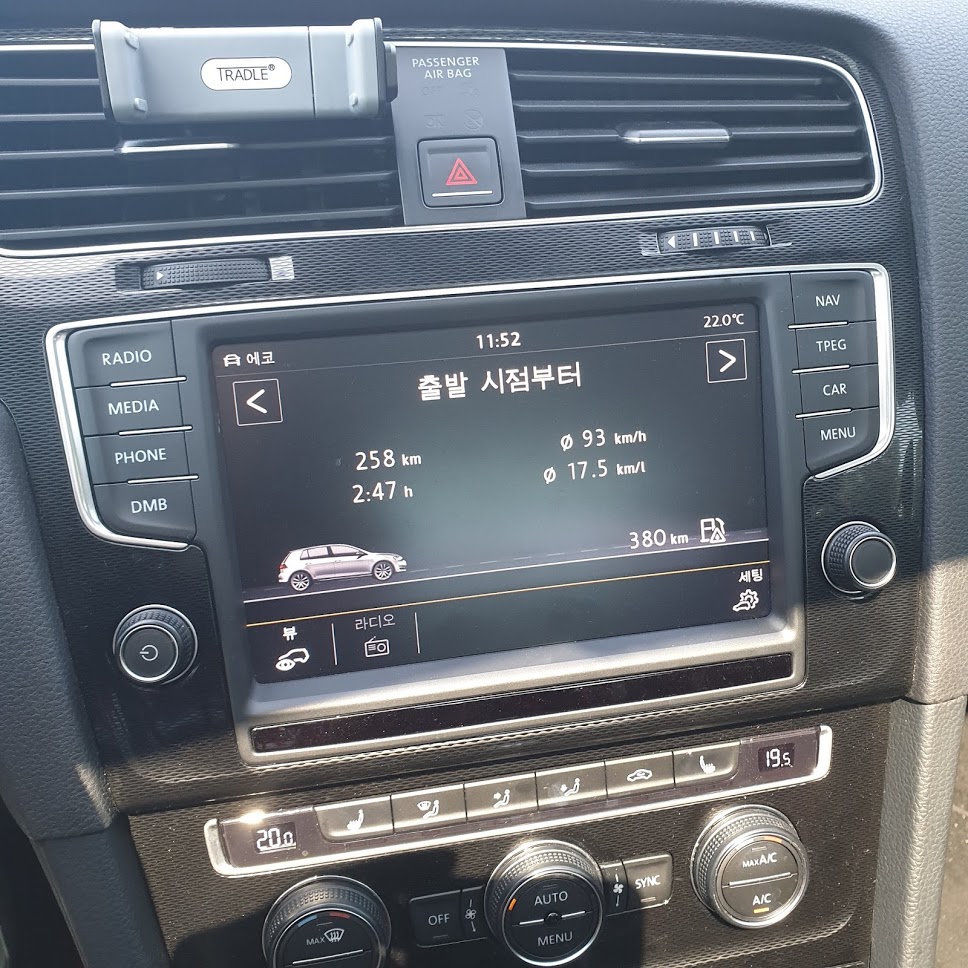 TRADLE®
PASSENGER
AIR BAG
RADIO
MEDIA
PHONE
DMB
NAV
TPEG
CAR
MENU
에코
11:52
22.0°C
<
출발 시점부터
>
258 km
ø 93 km/h
2:47 h
ø 17.5 km/l
380 km
뷰
라디오
세팅
20.0
19.5
MAX
OFF
AUTO
MENU
SYNC
MAX A/C
A/C